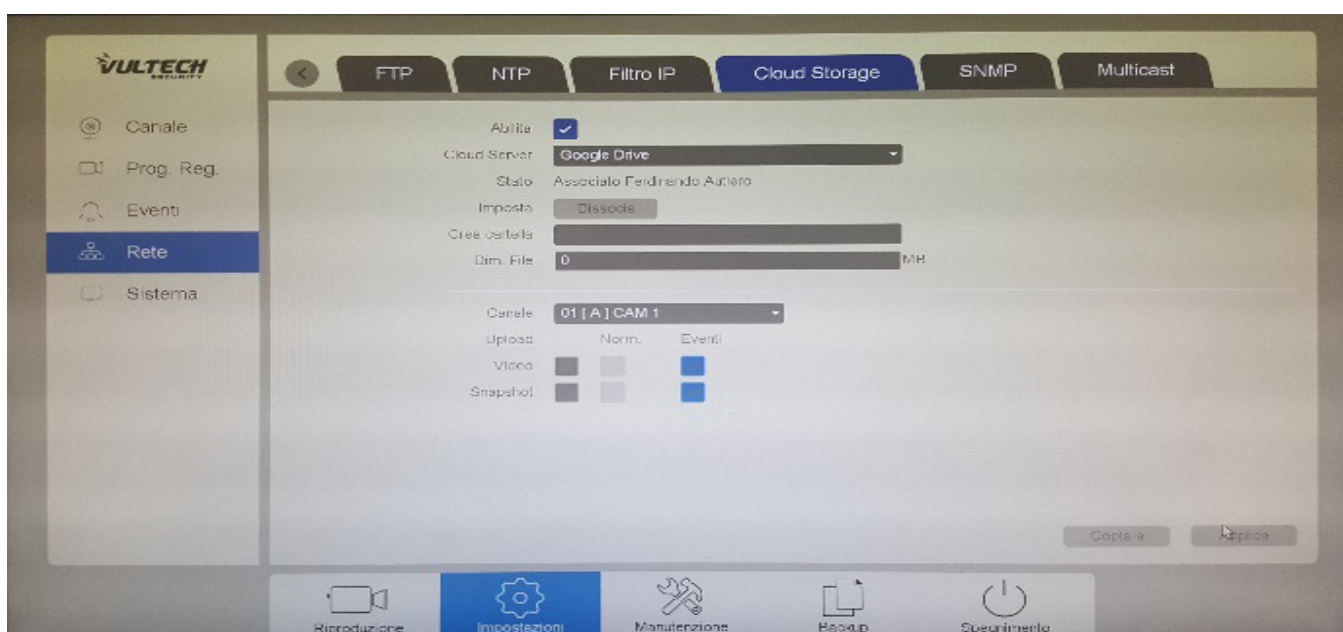 VULTECH
SECURITY
FTP NTP Filtro IP Cloud Storage SNMP Multicast
Canale
Prog. Reg.
Eventi
Rete
Sistema
Abilita
Cloud Server Google Drive
Stato Associato Ferdinando Autiero
Imposta Dissocia
Crea cartella
Dim. File 0 MB
Canale 01 [ A ] CAM 1
Upload Norm. Eventi
Video
Snapshot
Copia a Applica
Riproduzione Impostazioni Manutenzione Backup Spegnimento